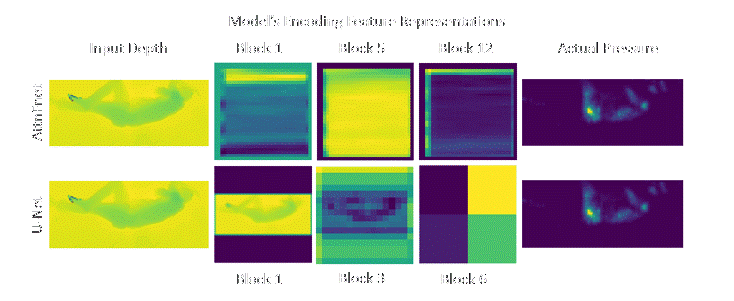 Model's Encoding Feature Representations
Input Depth Block 1 Block 5 Block 12 Actual Pressure
AttnFnet
U-Net
Block 1 Block 3 Block 6